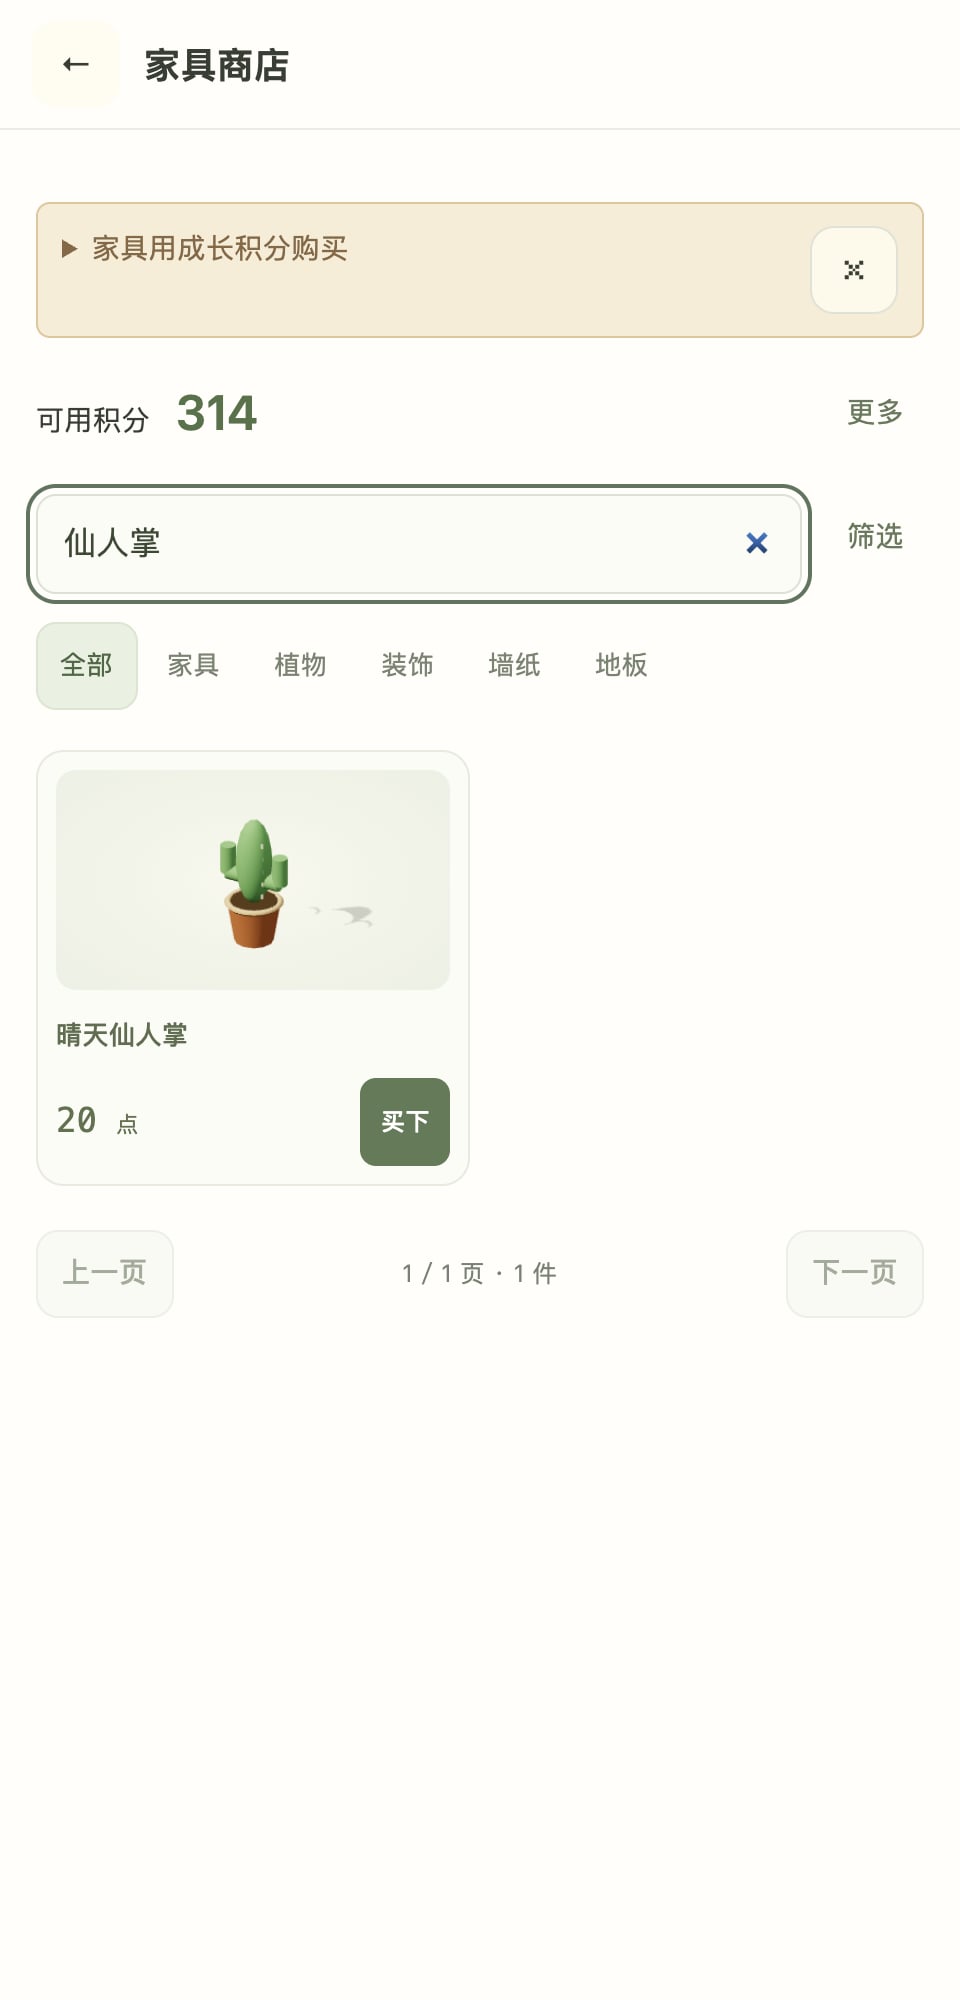 ← 家具商店
▶ 家具用成长积分购买 ×
可用积分 314 更多
仙人掌 × 筛选
全部 家具 植物 装饰 墙纸 地板
晴天仙人掌
20 点 买下
上一页 1 / 1 页 · 1 件 下一页